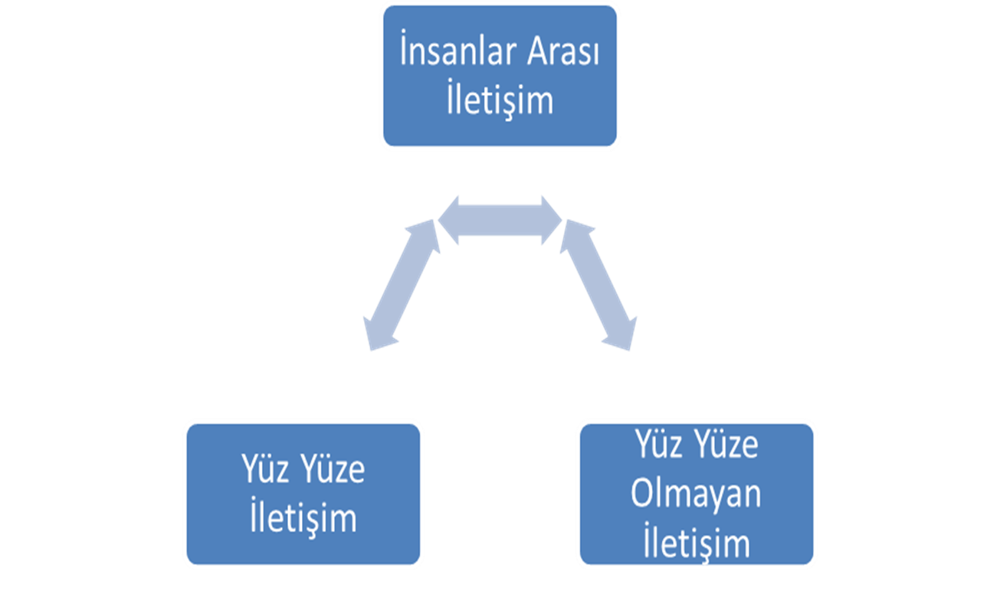 İnsanlar Arası
İletişim
Yüz Yüze
İletişim
Yüz Yüze
Olmayan
İletişim